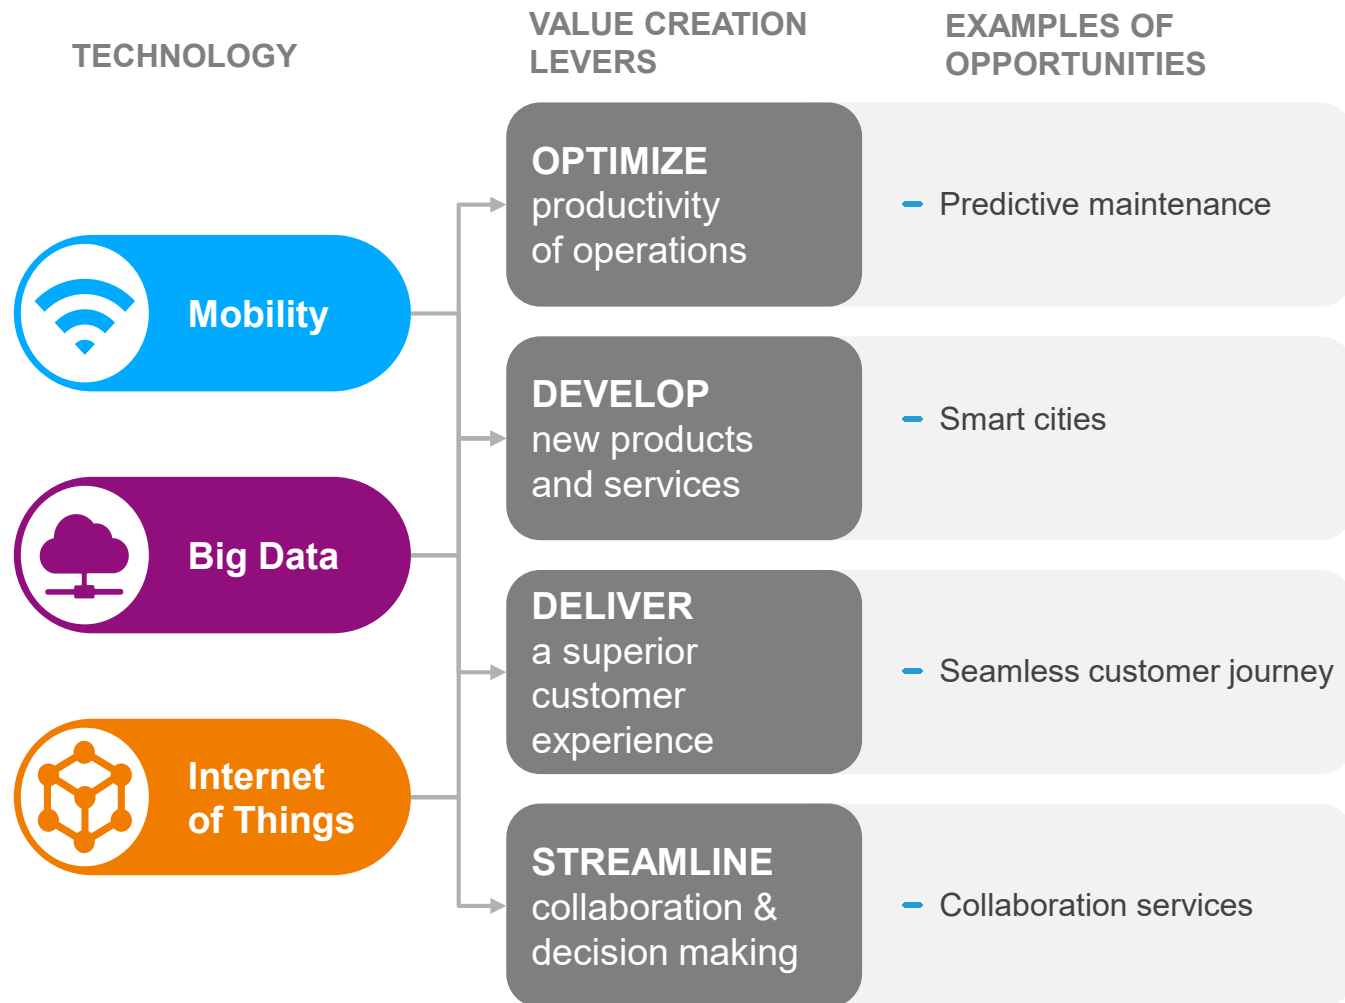 TECHNOLOGY
VALUE CREATION
LEVERS
EXAMPLES OF
OPPORTUNITIES
Mobility
Big Data
Internet
of Things
OPTIMIZE
productivity
of operations
– Predictive maintenance
DEVELOP
new products
and services
– Smart cities
DELIVER
a superior
customer
experience
– Seamless customer journey
STREAMLINE
collaboration &
decision making
– Collaboration services